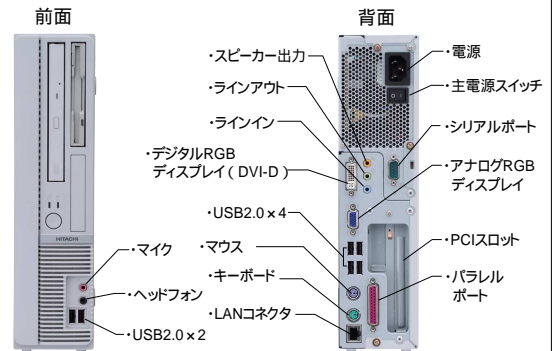 前面
背面
・スピーカー出力
・ラインアウト
・ラインイン
・デジタルRGB
ディスプレイ（DVI-D）
・USB2.0×4
・マウス
・キーボード
・LANコネクタ
・電源
・主電源スイッチ
・シリアルポート
・アナログRGB
ディスプレイ
・PCIスロット
・パラレル
ポート
HITACHI
・マイク
・ヘッドフォン
・USB2.0×2